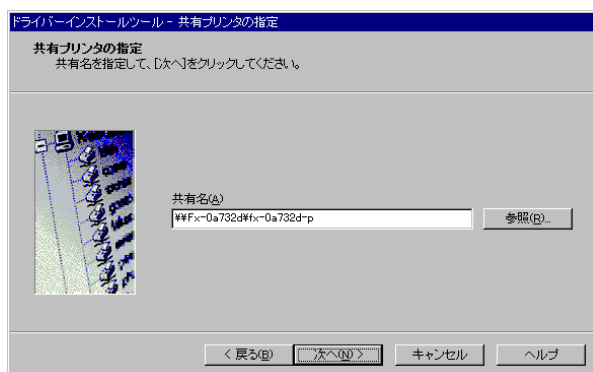 ドライバーインストールツール - 共有プリンタの指定
共有プリンタの指定
共有名を指定して、[次へ]をクリックしてください。
共有名(A)
¥¥Fx-0a732d¥fx-0a732d-p
参照(R)...
< 戻る(B)
次へ(N) >
キャンセル
ヘルプ